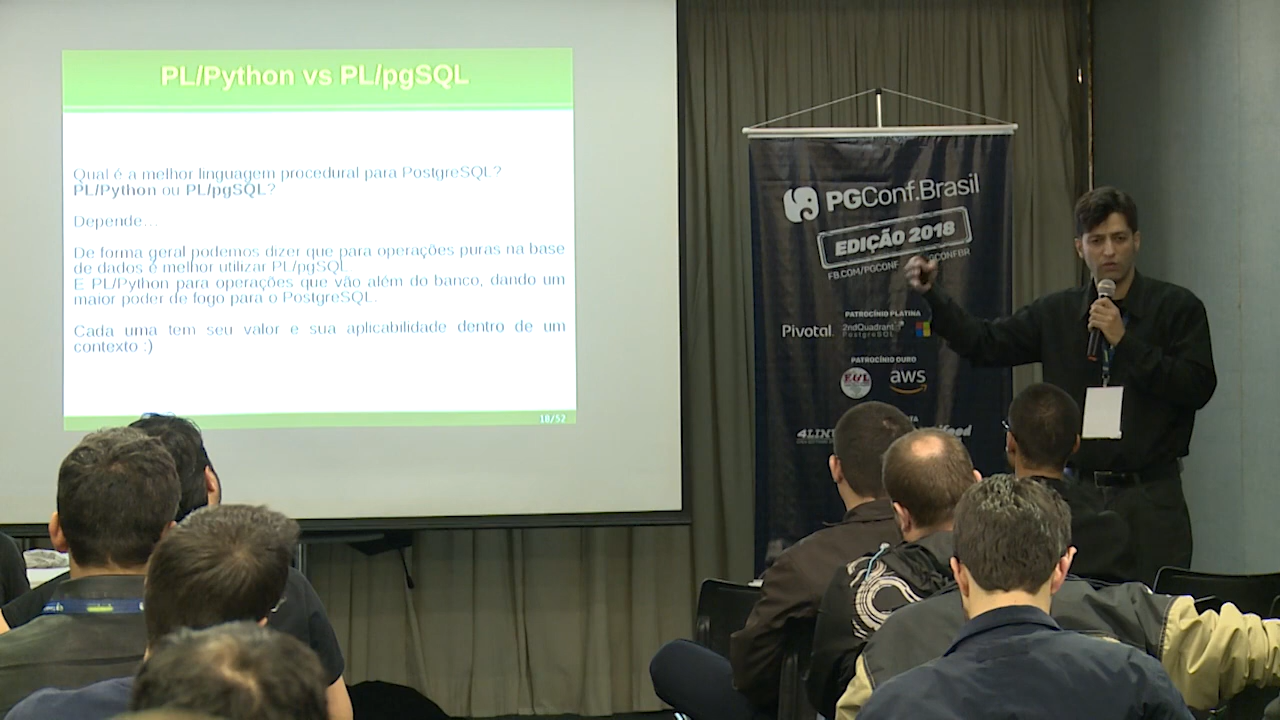 PL/Python vs PL/pgSQL
Qual é a melhor linguagem procedural para PostgreSQL?
PL/Python ou PL/pgSQL?
Depende...
De forma geral podemos dizer que para operações puras na base
de dados é melhor utilizar PL/pgSQL.
E PL/Python para operações que vão além do banco, dando um
maior poder de fogo para o PostgreSQL.
Cada uma tem seu valor e sua aplicabilidade dentro de um
contexto :)
18/52
PGConf.Brasil
EDIÇÃO 2018
FB.COM/PGCONF
PATROCÍNIO PLATINA
Pivotal.
2ndQuadrant
PostgreSQL
PATROCÍNIO OURO
aws